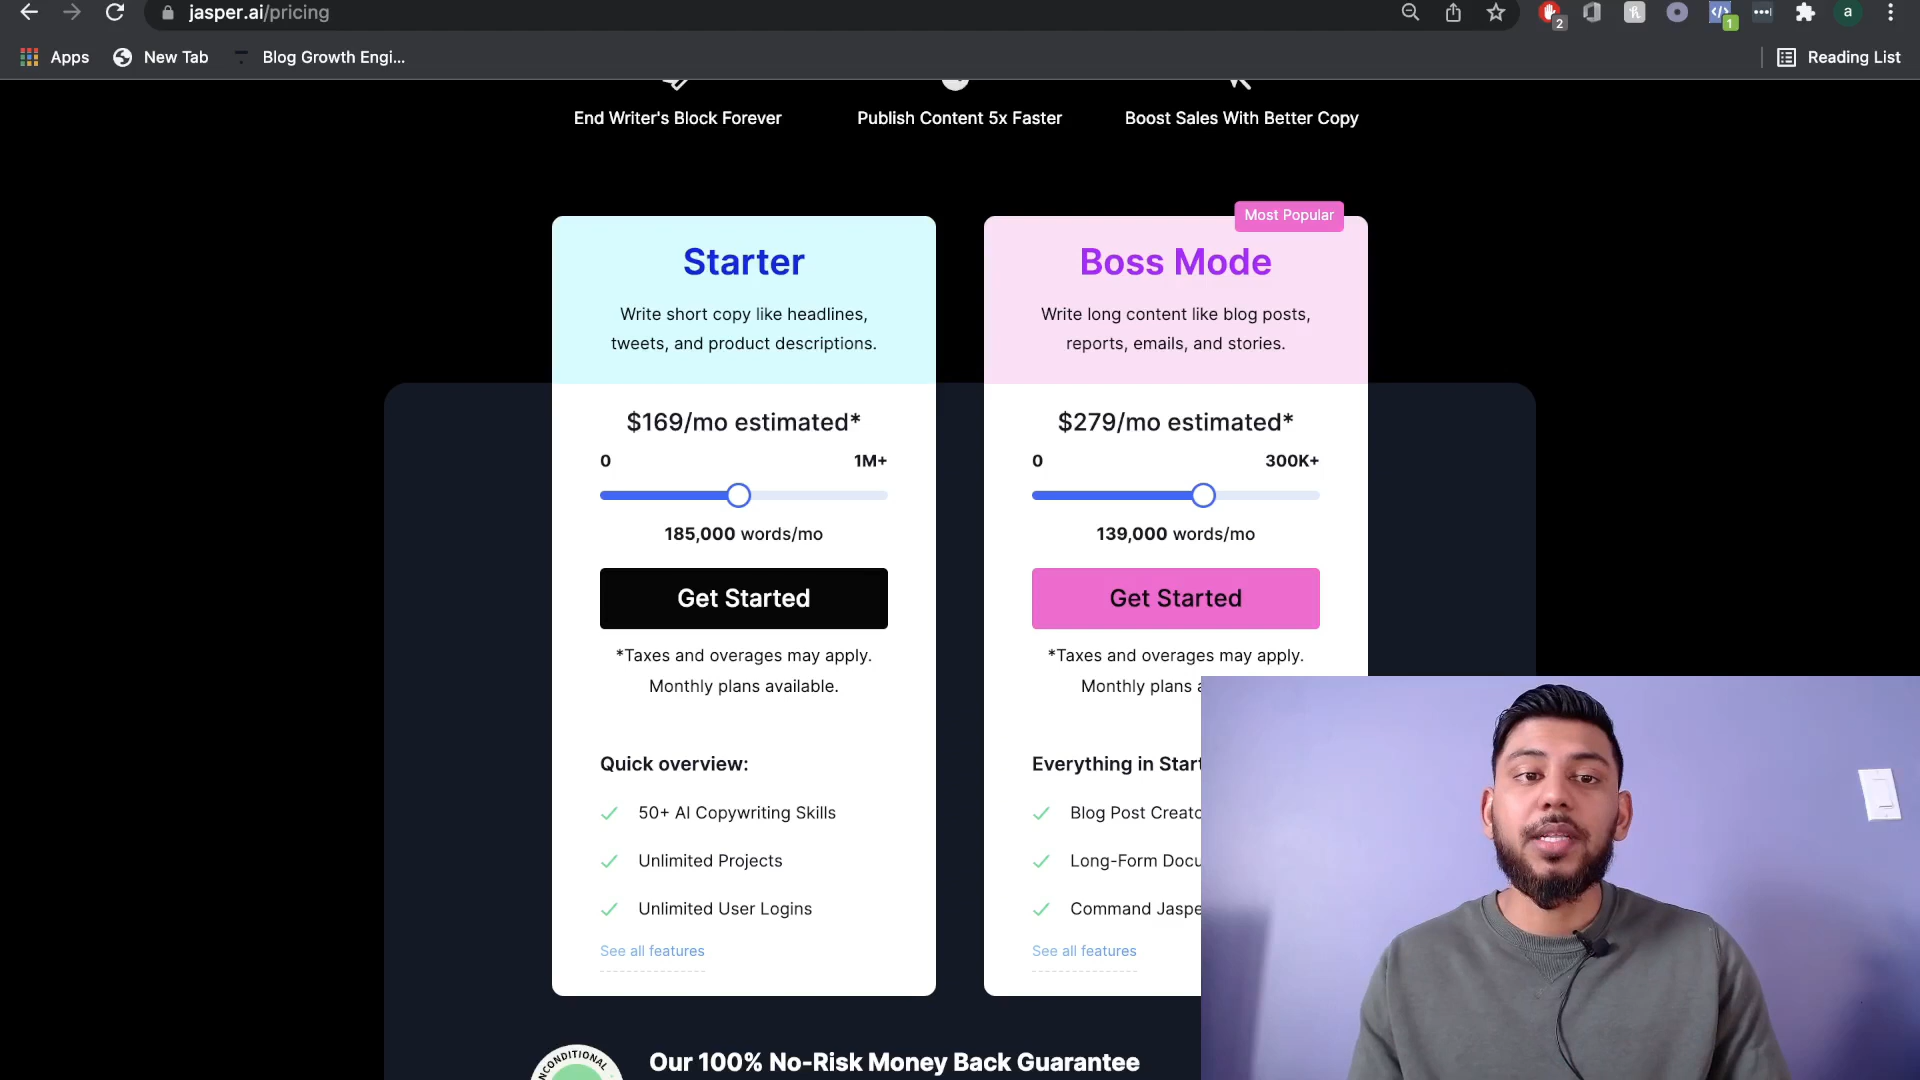 jasper.ai/pricing
2
1
a
Apps
New Tab
Blog Growth Engi...
Reading List
End Writer's Block Forever
Publish Content 5x Faster
Boost Sales With Better Copy
Most Popular
Starter
Write short copy like headlines,
tweets, and product descriptions.
$169/mo estimated*
0
1M+
185,000 words/mo
Get Started
*Taxes and overages may apply.
Monthly plans available.
Quick overview:
50+ AI Copywriting Skills
Unlimited Projects
Unlimited User Logins
See all features
Boss Mode
Write long content like blog posts,
reports, emails, and stories.
$279/mo estimated*
0
300K+
139,000 words/mo
Get Started
*Taxes and overages may apply.
Monthly plans
Everything in Start
Blog Post Creato
Long-Form Docu
Command Jaspe
See all features
NCONDITIONAL
Our 100% No-Risk Money Back Guarantee